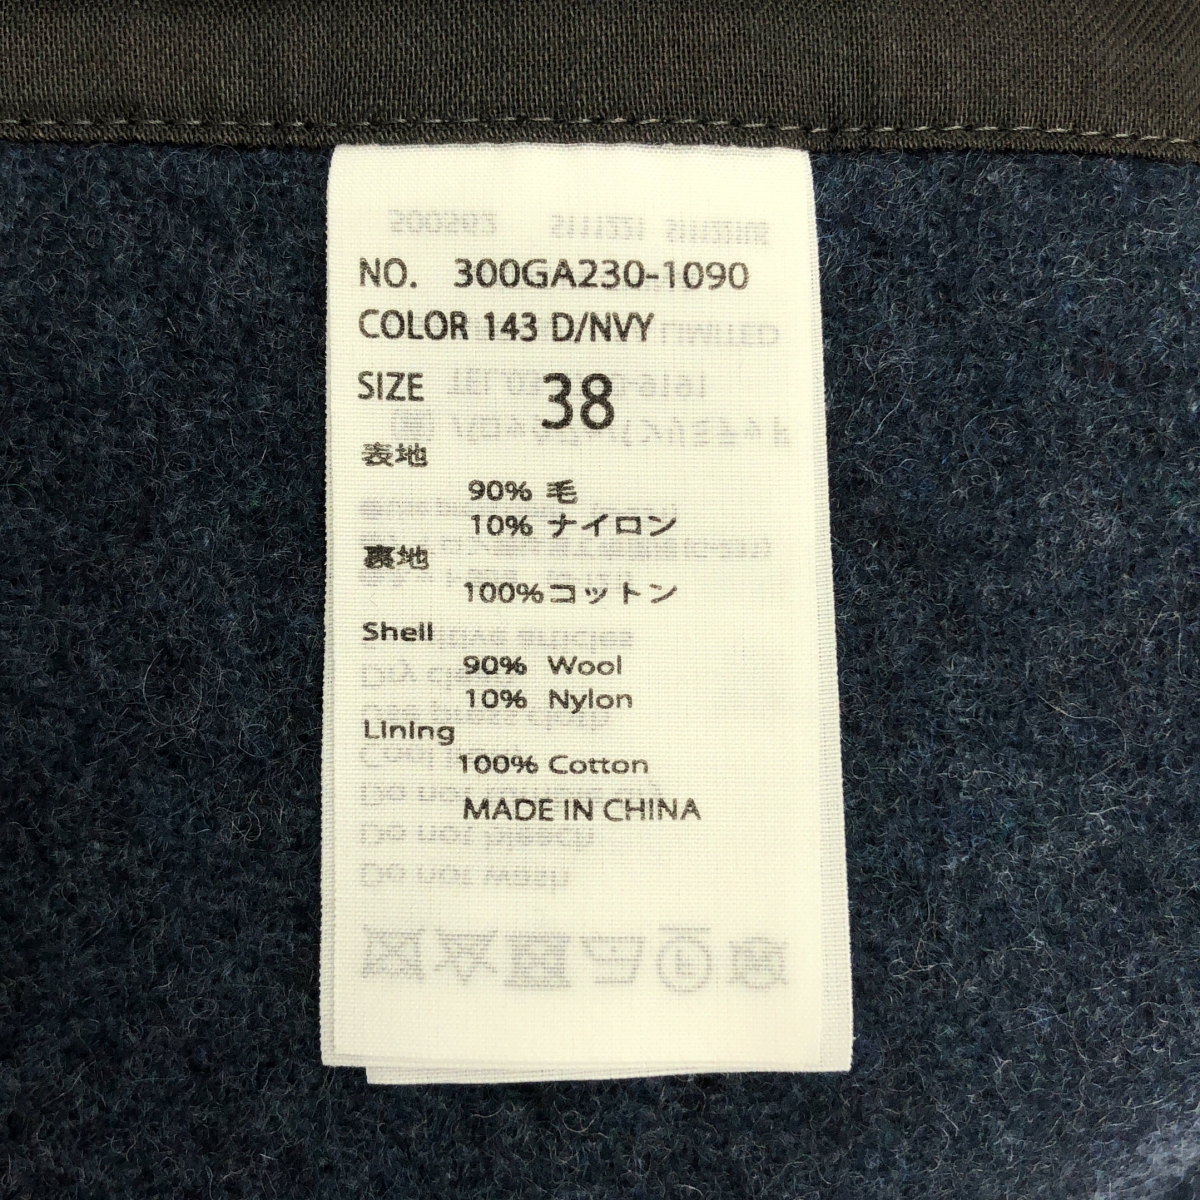 NO. 300GA230-1090
COLOR 143 D/NVY
SIZE 38
表地
90% 毛
10% ナイロン
裏地
100%コットン
Shell
90% Wool
10% Nylon
Lining
100% Cotton
MADE IN CHINA